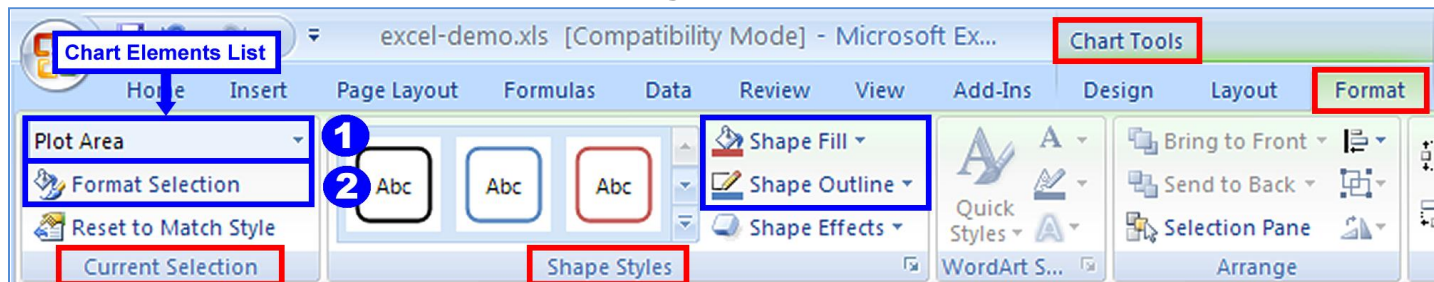 excel-demo.xls [Compatibility Mode] - Microsoft Ex...
Chart Tools
Chart Elements List
Home Insert Page Layout Formulas Data Review View Add-Ins Design Layout Format
Plot Area
1
Format Selection
2
Reset to Match Style
Current Selection
Abc Abc Abc
Shape Fill
Shape Outline
Shape Effects
Shape Styles
A
A
Quick
Styles
A
WordArt S...
Bring to Front
Send to Back
Selection Pane
Arrange